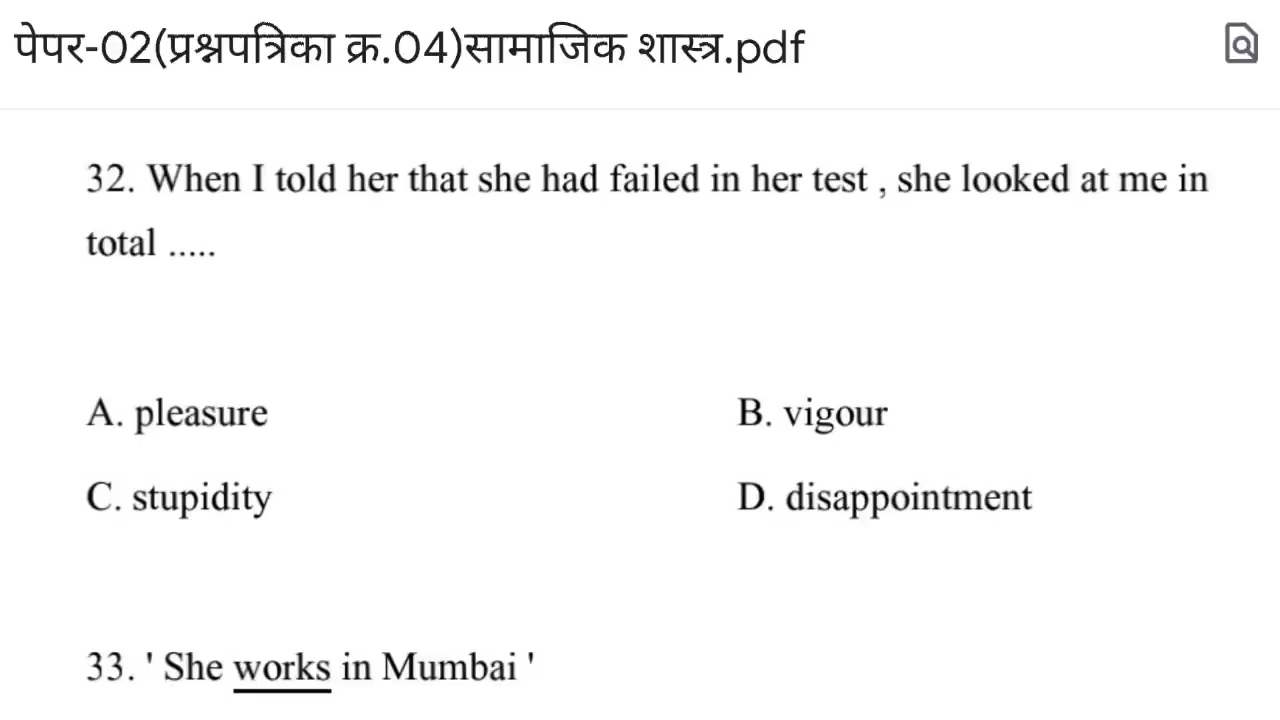 पेपर-02(प्रश्नपत्रिका क्र.04)सामाजिक शास्त्र.pdf
32. When I told her that she had failed in her test , she looked at me in
total .....
A. pleasure B. vigour
C. stupidity D. disappointment
33. ' She works in Mumbai '